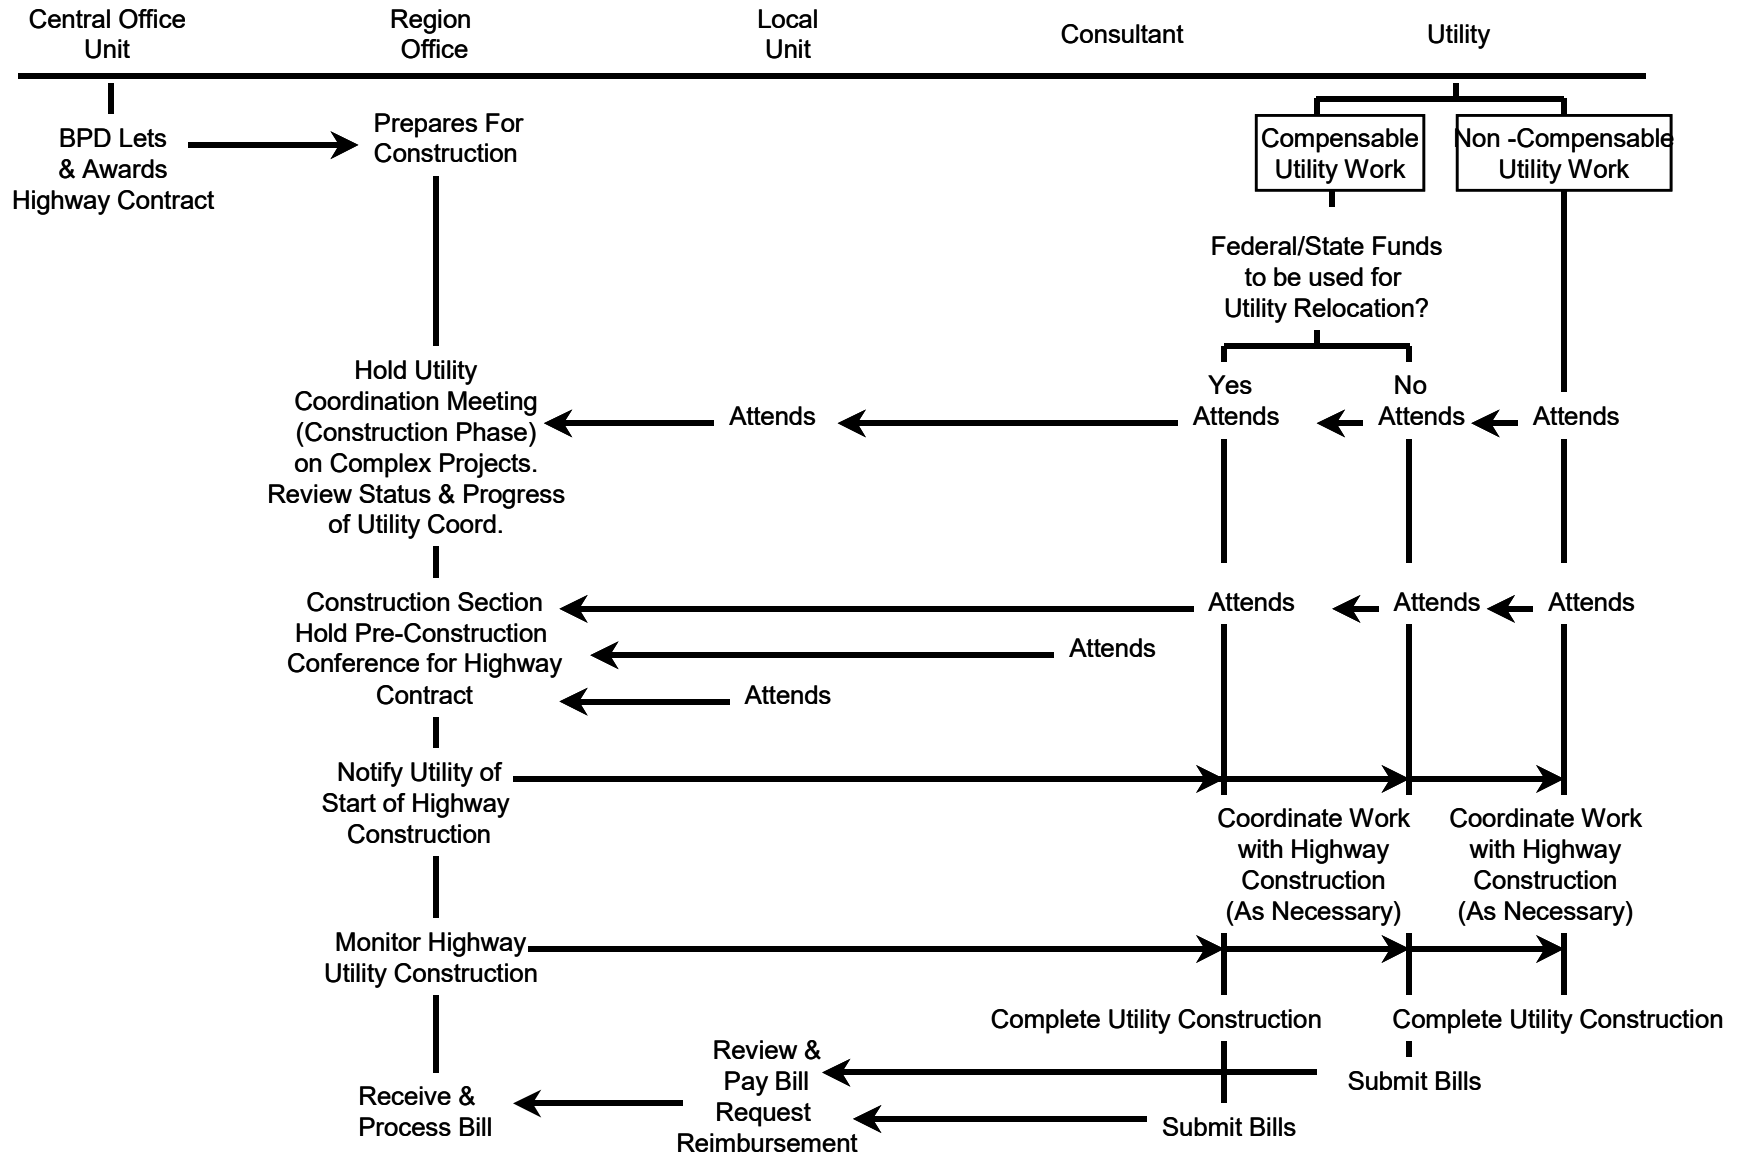 Central Office
Unit
Region
Office
Local
Unit
Consultant
Utility
BPD Lets
& Awards
Highway Contract
Prepares For
Construction
Compensable
Utility Work
Non -Compensable
Utility Work
Federal/State Funds
to be used for
Utility Relocation?
Hold Utility
Coordination Meeting
(Construction Phase)
on Complex Projects.
Review Status & Progress
of Utility Coord.
Attends
Yes
Attends
No
Attends
Attends
Construction Section
Hold Pre-Construction
Conference for Highway
Contract
Attends
Attends
Attends
Attends
Attends
Notify Utility of
Start of Highway
Construction
Coordinate Work
with Highway
Construction
(As Necessary)
Coordinate Work
with Highway
Construction
(As Necessary)
Monitor Highway
Utility Construction
Complete Utility Construction
Complete Utility Construction
Review &
Pay Bill
Request
Reimbursement
Submit Bills
Receive &
Process Bill
Submit Bills